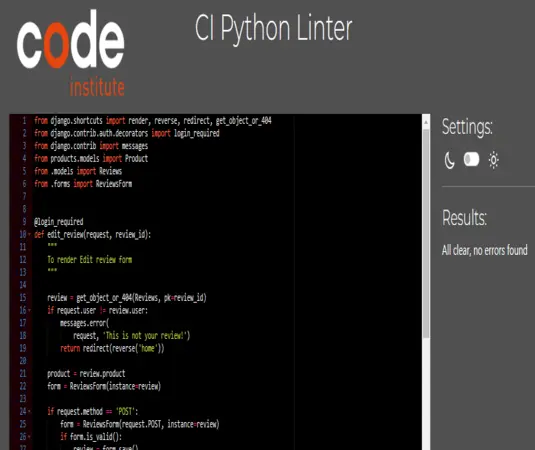 code
institute
CI Python Linter
1 from django.shortcuts import render, reverse, redirect, get_object_or_404
2 from django.contrib.auth.decorators import login_required
3 from django.contrib import messages
4 from products.models import Product
5 from .models import Reviews
6 from .forms import ReviewsForm
7
8
9 @login_required
10 def edit_review(request, review_id):
11 """
12 To render Edit review form
13 """
14
15 review = get_object_or_404(Reviews, pk=review_id)
16 if request.user != review.user:
17 messages.error(
18 request, 'This is not your review!')
19 return redirect(reverse('home'))
20
21 product = review.product
22 form = ReviewsForm(instance=review)
23
24 if request.method == 'POST':
25 form = ReviewsForm(request.POST, instance=review)
26 if form.is_valid():
27 review = form.save()
Settings:
Results:
All clear, no errors found